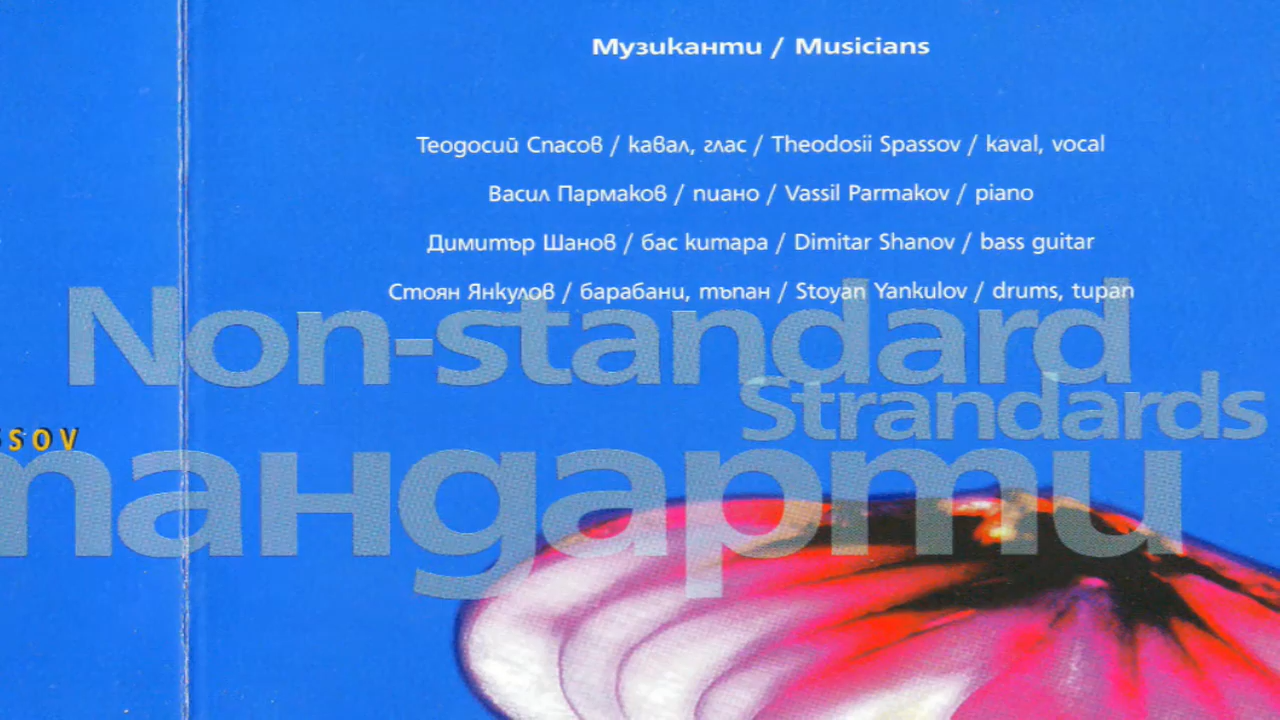 Музиканти / Musicians
Теодосий Спасов / кавал, глас / Theodosii Spassov / kaval, vocal
Васил Пармаков / пиано / Vassil Parmakov / piano
Димитър Шанов / бас китара / Dimitar Shanov / bass guitar
Стоян Янкулов / барабани, тъпан / Stoyan Yankulov / drums, tupan
Non-standard
Strandards
SSOV
тандарти